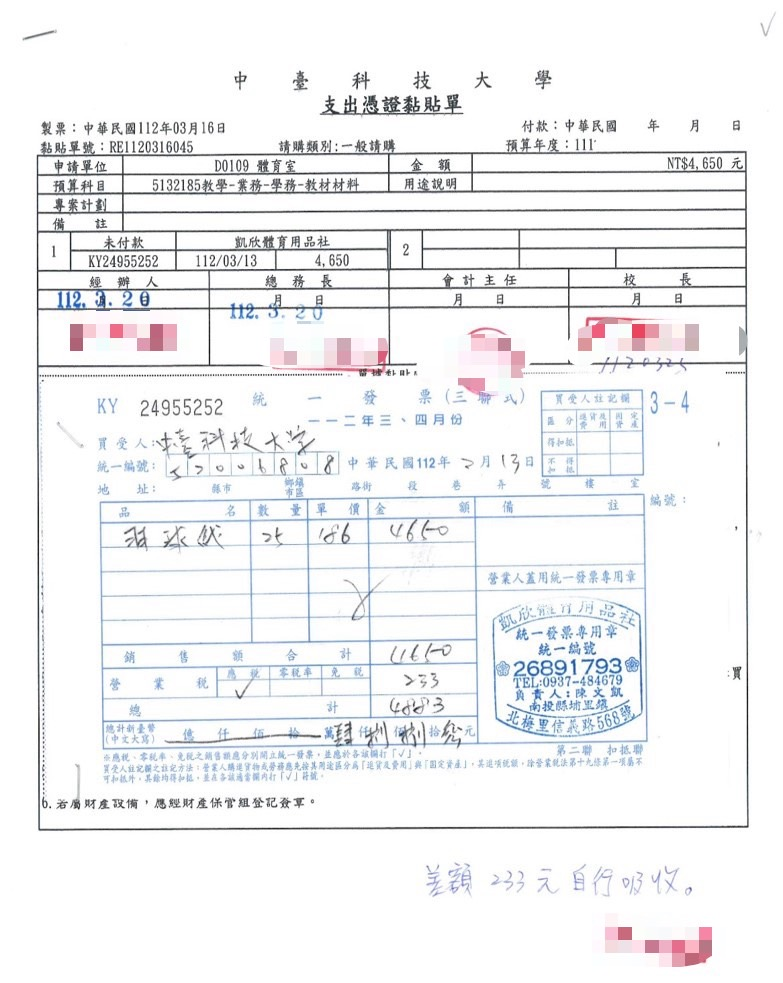 中臺科技大學
支出憑證黏貼單
製票：中華民國112年03月16日 付款：中華民國 年 月 日
黏貼單號：RE1120316045 請購類別：一般請購 預算年度：111
申請單位 D0109 體育室 金額 NT$4,650 元
預算科目 5132185教學-業務-學務-教材材料 用途說明
專案計劃
備註
1 未付款 凱欣體育用品社 2
KY24955252 112/03/13 4,650
經辦人 總務長 會計主任 校長
月 日 月 日 月 日 月 日
112.3.20 112.3.20
1120325
單據黏貼
KY 24955252 統一發票(三聯式) 3-4
一一二年三、四月份
買受人註記欄
區分 進貨及費用 固定資產
得扣抵
不得扣抵
買受人：中臺科技大学
統一編號：52006808 中華民國112年3月13日
地址： 縣市 鄉鎮市區 路街 段 巷 弄 號 樓 室 編號：
品名 數量 單價 金額 備註
羽球代 25 186 4650
營業人蓋用統一發票專用章
銷售額合計 4650
營業稅 應稅 ✓ 零稅率 免稅 233
總計 4883
總計新臺幣(中文大寫) 億 仟 佰 拾 萬 肆 仟 捌 佰 捌 拾 參 元
凱欣體育用品社
統一發票專用章
統一編號
26891793
TEL:0937-484679
負責人：陳文凱
南投縣埔里鎮
北梅里信義路568號
買
※應稅、零稅率、免稅之銷售額應分別開立統一發票，並應於各該欄打「✓」。 第二聯 扣抵聯
買受人註記欄之註記方法：營業人購進貨物或勞務應先按其用途區分為「進貨及費用」與「固定資產」，其進項稅額，除營業稅法第十九條第一項屬不可扣抵外，其餘均得扣抵，並在各該適當欄內打「✓」符號。
6.若屬財產設備，應經財產保管組登記簽章。
差額 233 元自行吸收。